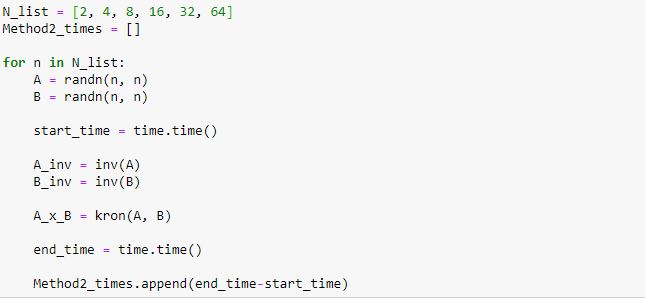 N_list = [2, 4, 8, 16, 32, 64]
Method2_times = []
for n in N_list:
    A = randn(n, n)
    B = randn(n, n)
    start_time = time.time()
    A_inv = inv(A)
    B_inv = inv(B)
    A_x_B = kron(A, B)
    end_time = time.time()
    Method2_times.append(end_time-start_time)